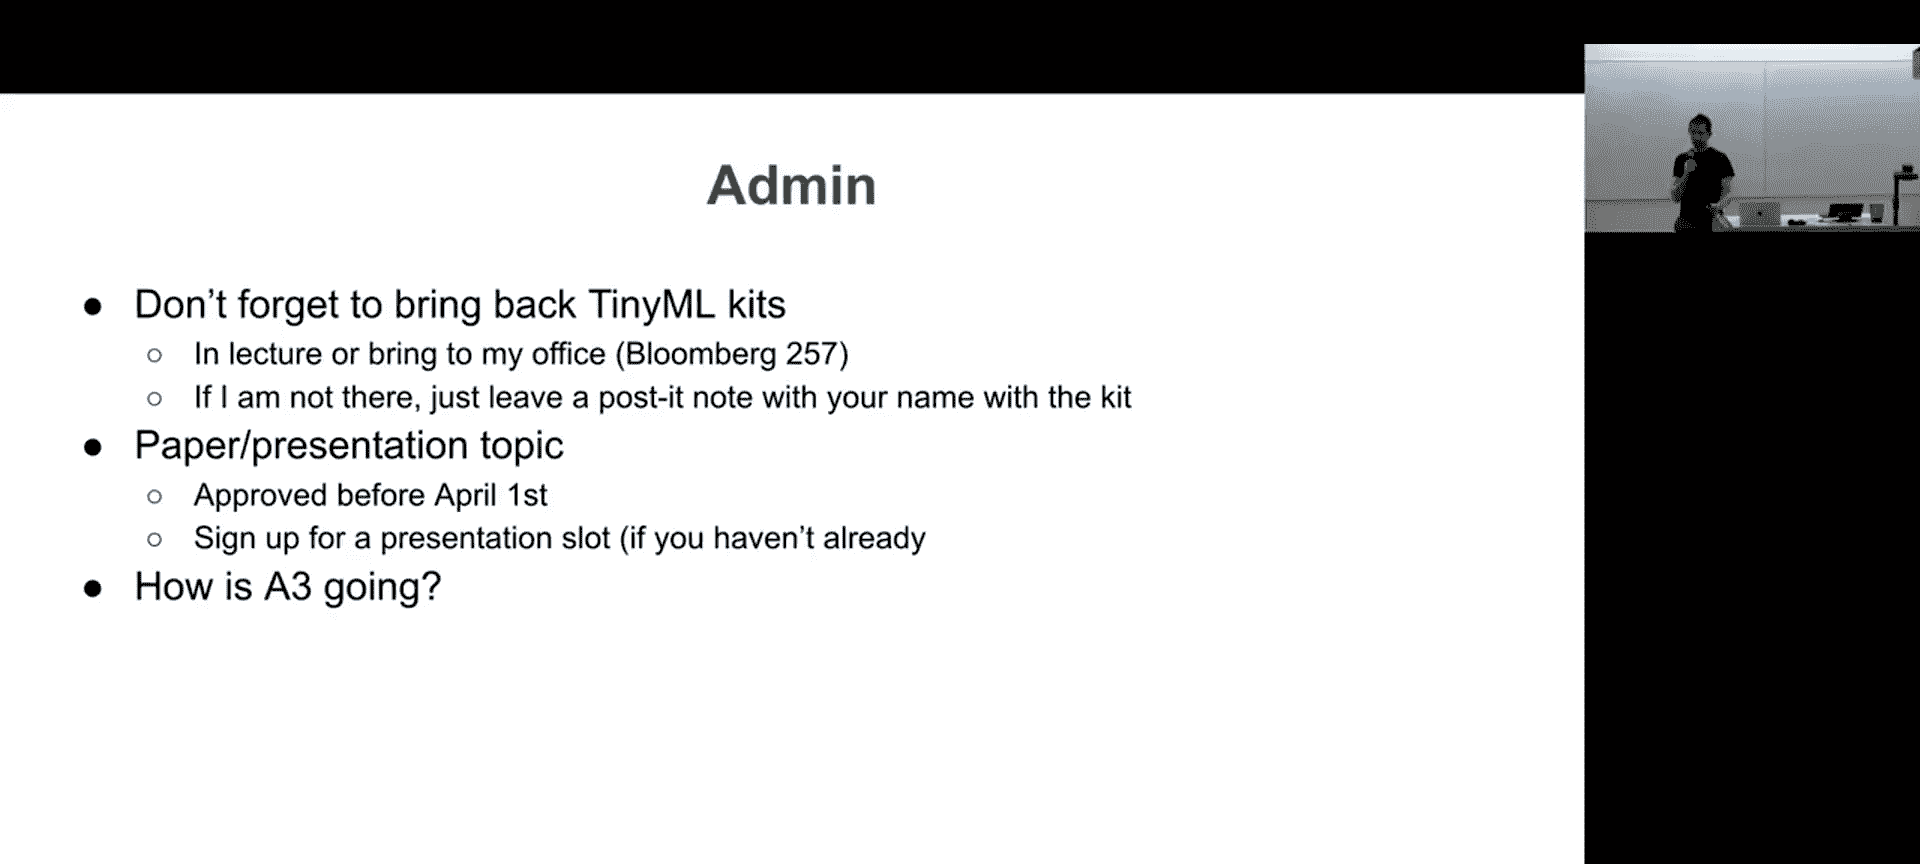 Admin
● Don’t forget to bring back TinyML kits
○ In lecture or bring to my office (Bloomberg 257)
○ If I am not there, just leave a post-it note with your name with the kit
● Paper/presentation topic
○ Approved before April 1st
○ Sign up for a presentation slot (if you haven’t already
● How is A3 going?